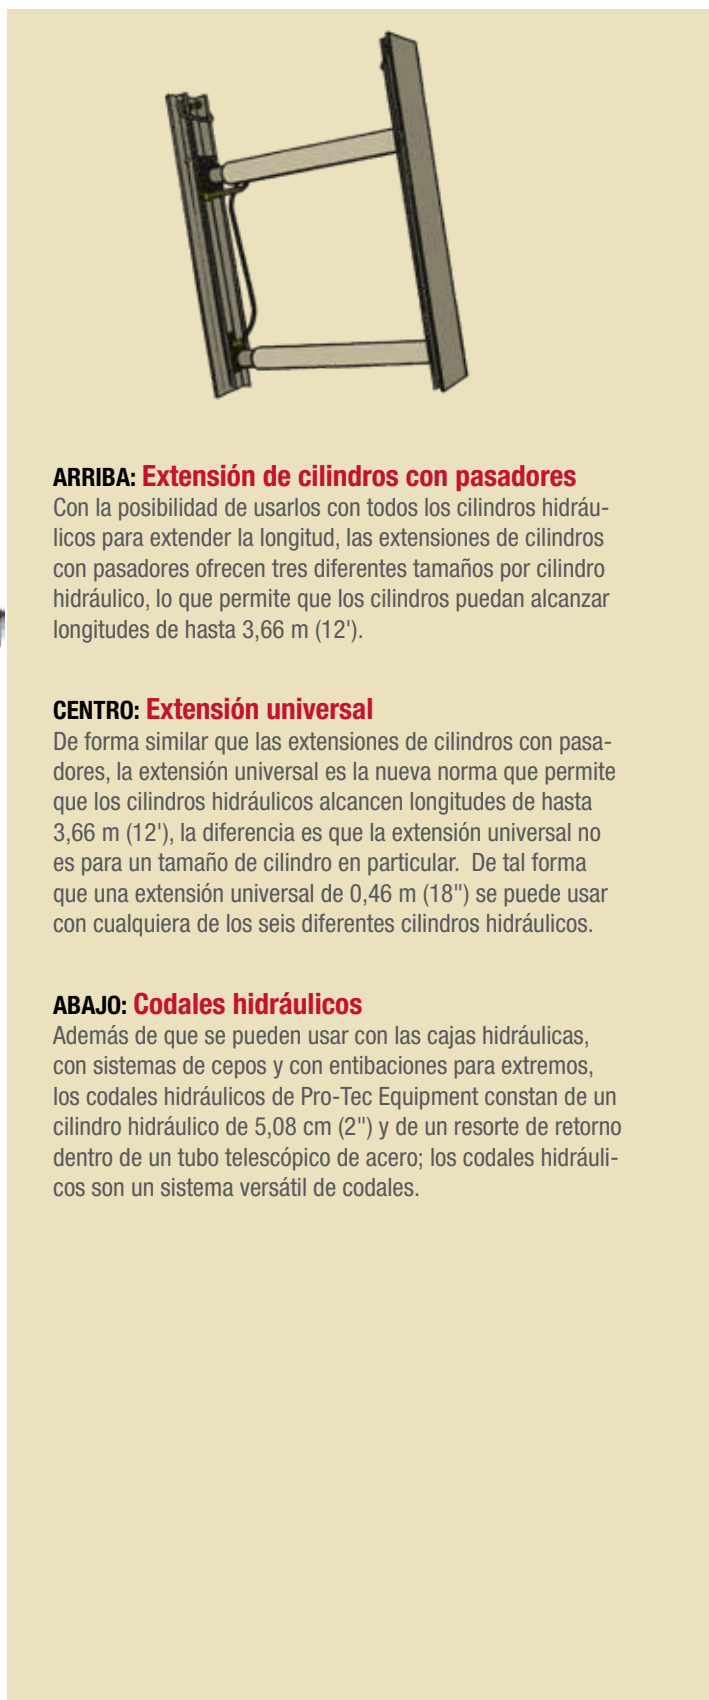 ARRIBA: Extensión de cilindros con pasadores
Con la posibilidad de usarlos con todos los cilindros hidráu-
licos para extender la longitud, las extensiones de cilindros
con pasadores ofrecen tres diferentes tamaños por cilindro
hidráulico, lo que permite que los cilindros puedan alcanzar
longitudes de hasta 3,66 m (12').
CENTRO: Extensión universal
De forma similar que las extensiones de cilindros con pasa-
dores, la extensión universal es la nueva norma que permite
que los cilindros hidráulicos alcancen longitudes de hasta
3,66 m (12'), la diferencia es que la extensión universal no
es para un tamaño de cilindro en particular.  De tal forma
que una extensión universal de 0,46 m (18") se puede usar
con cualquiera de los seis diferentes cilindros hidráulicos.
ABAJO: Codales hidráulicos
Además de que se pueden usar con las cajas hidráulicas,
con sistemas de cepos y con entibaciones para extremos,
los codales hidráulicos de Pro-Tec Equipment constan de un
cilindro hidráulico de 5,08 cm (2") y de un resorte de retorno
dentro de un tubo telescópico de acero; los codales hidráuli-
cos son un sistema versátil de codales.